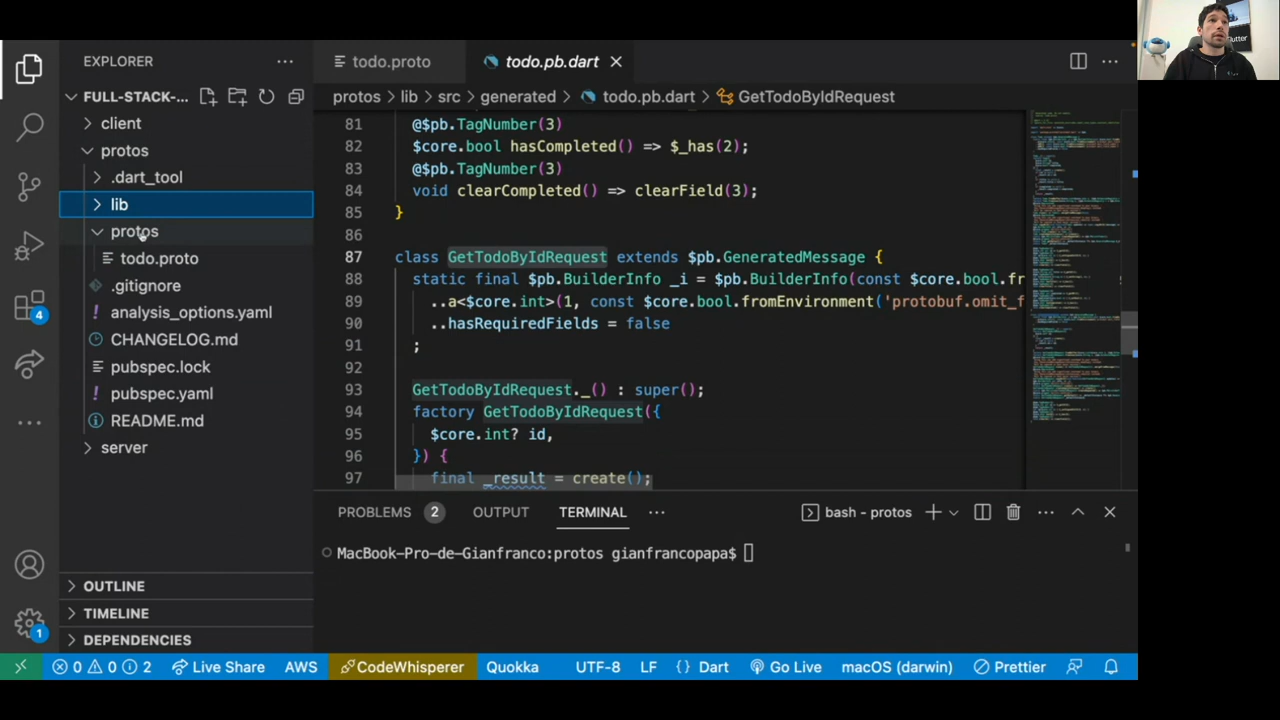 EXPLORER
FULL-STACK-...
client
protos
.dart_tool
lib
protos
todo.proto
.gitignore
analysis_options.yaml
CHANGELOG.md
pubspec.lock
pubspec.yaml
README.md
server
OUTLINE
TIMELINE
DEPENDENCIES
4
1
todo.proto
todo.pb.dart
protos > lib > src > generated > todo.pb.dart > GetTodoByIdRequest
81 @$pb.TagNumber(3)
82 $core.bool hasCompleted() => $_has(2);
83 @$pb.TagNumber(3)
84 void clearCompleted() => clearField(3);
85 }
86
87 class GetTodoByIdRequest extends $pb.GeneratedMessage {
88 static final $pb.BuilderInfo _i = $pb.BuilderInfo(const $core.bool.fr
89 ..a<$core.int>(1, const $core.bool.fromEnvironment('protobuf.omit_f
90 ..hasRequiredFields = false
91 ;
92
93 GetTodoByIdRequest._() : super();
94 factory GetTodoByIdRequest({
95 $core.int? id,
96 }) {
97 final _result = create();
PROBLEMS 2 OUTPUT TERMINAL ... bash - protos
MacBook-Pro-de-Gianfranco:protos gianfrancopapa$
0 0 2 Live Share AWS CodeWhisperer Quokka UTF-8 LF {} Dart Go Live macOS (darwin) Prettier